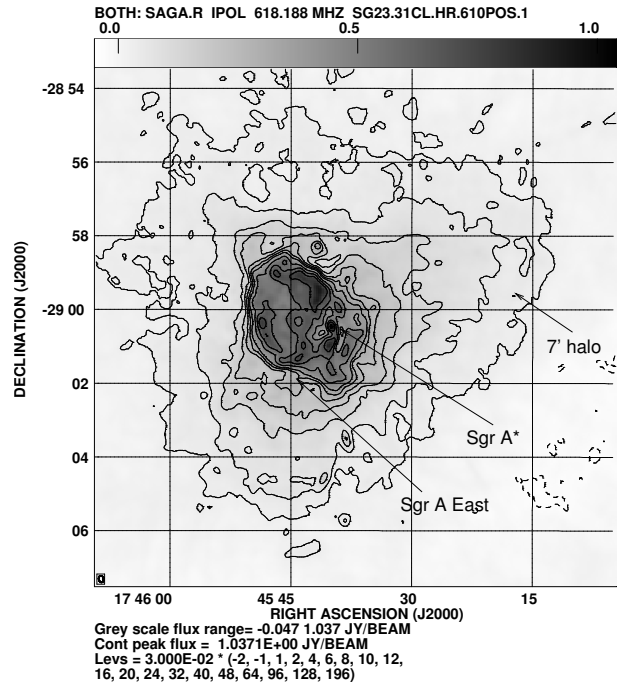 BOTH: SAGA.R IPOL 618.188 MHZ SG23.31CL.HR.610POS.1
0.0 0.5 1.0
-28 54
56
58
-29 00
02
04
06
DECLINATION (J2000)
7' halo
Sgr A*
Sgr A East
17 46 00 45 45 30 15
RIGHT ASCENSION (J2000)
Grey scale flux range= -0.047 1.037 JY/BEAM
Cont peak flux = 1.0371E+00 JY/BEAM
Levs = 3.000E-02 * (-2, -1, 1, 2, 4, 6, 8, 10, 12,
16, 20, 24, 32, 40, 48, 64, 96, 128, 196)